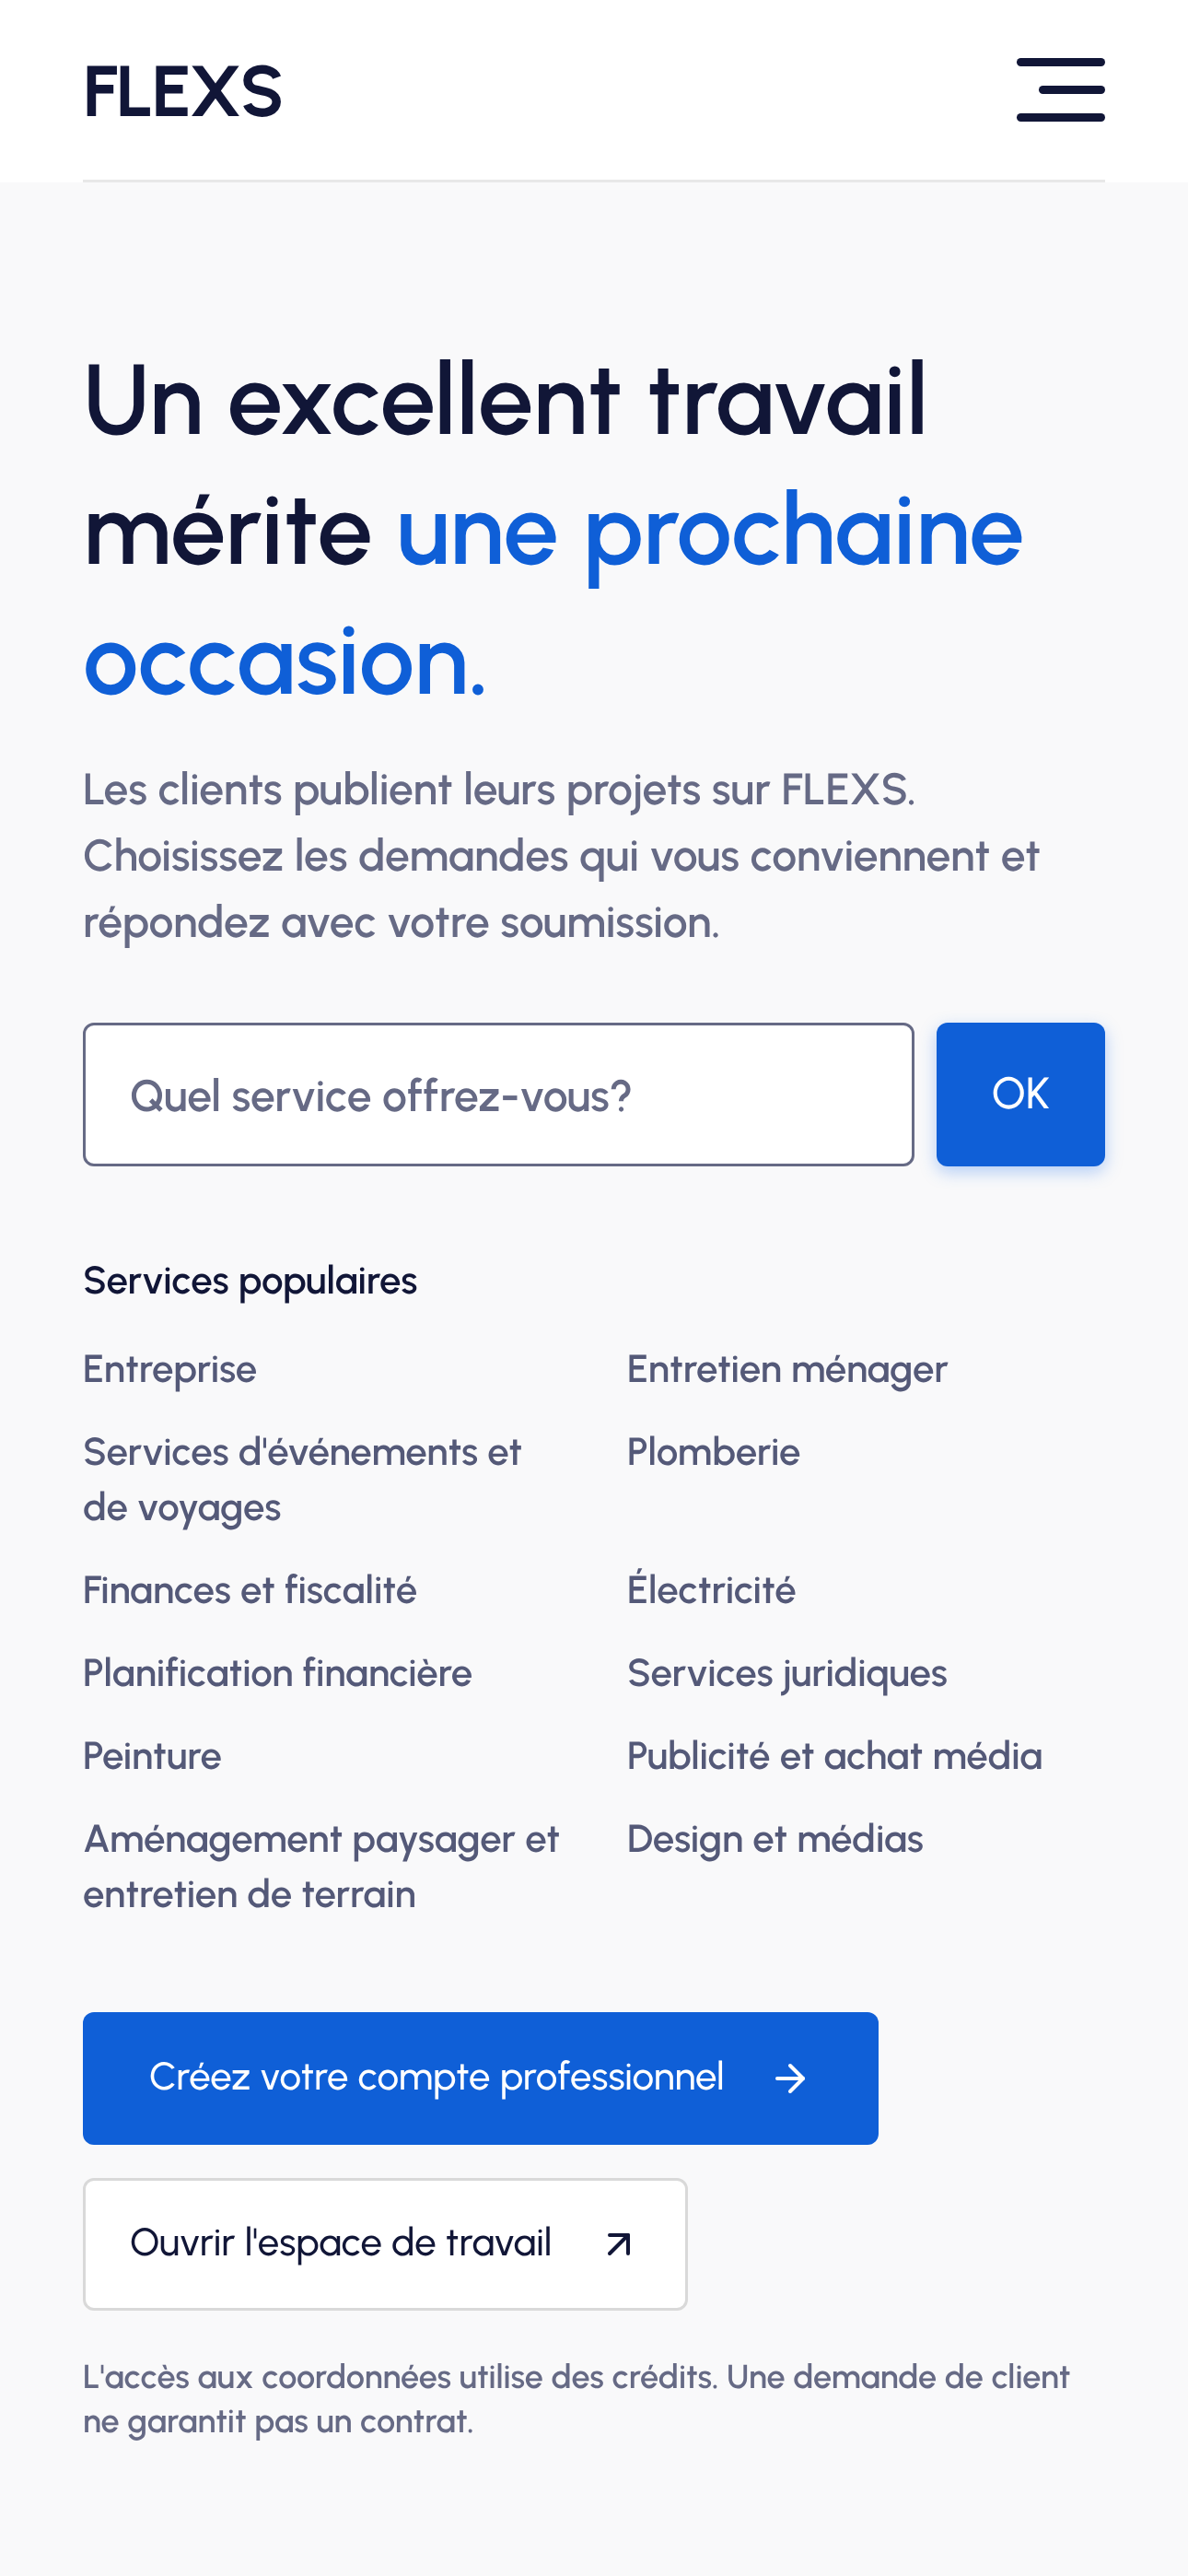 FLEXS
Un excellent travail
mérite une prochaine
occasion.
Les clients publient leurs projets sur FLEXS.
Choisissez les demandes qui vous conviennent et
répondez avec votre soumission.
Quel service offrez-vous?
OK
Services populaires
Entreprise
Entretien ménager
Services d'événements et
de voyages
Plomberie
Finances et fiscalité
Électricité
Planification financière
Services juridiques
Peinture
Publicité et achat média
Aménagement paysager et
entretien de terrain
Design et médias
Créez votre compte professionnel
Ouvrir l'espace de travail
L'accès aux coordonnées utilise des crédits. Une demande de client
ne garantit pas un contrat.